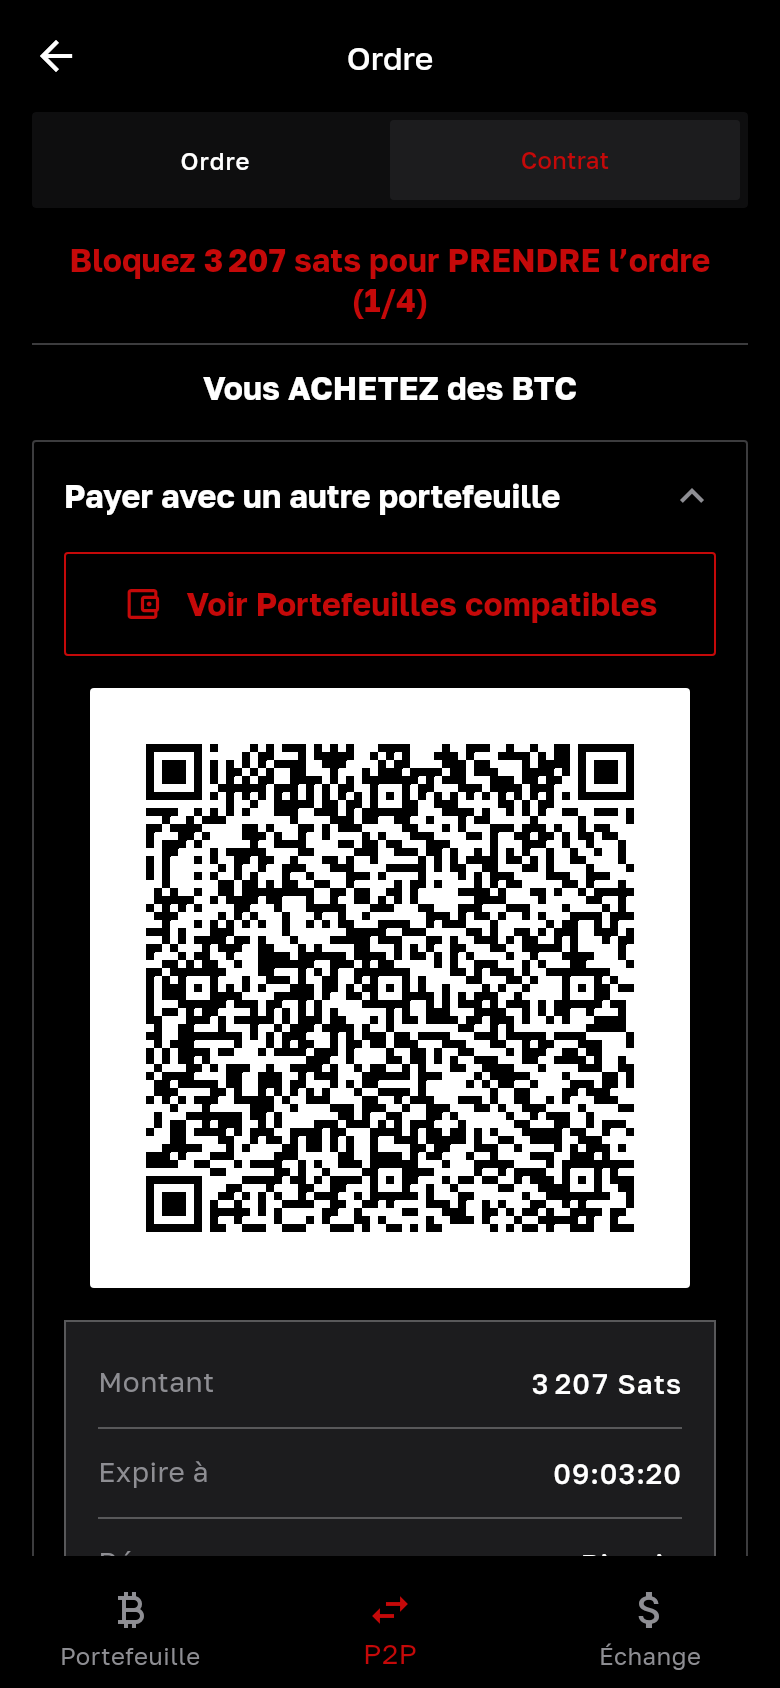 Ordre
Ordre
Contrat
Bloquez 3 207 sats pour PRENDRE l’ordre
(1/4)
Vous ACHETEZ des BTC
Payer avec un autre portefeuille
Voir Portefeuilles compatibles
Montant
3 207 Sats
Expire à
09:03:20
Portefeuille
P2P
Échange